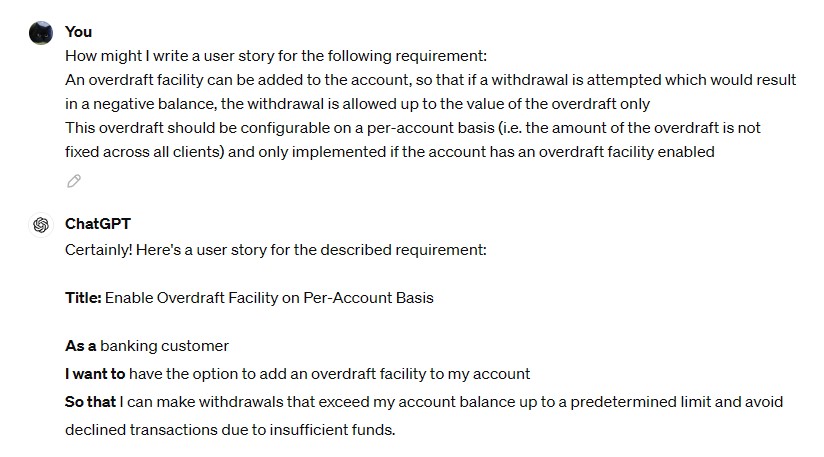 You
How might I write a user story for the following requirement:
An overdraft facility can be added to the account, so that if a withdrawal is attempted which would result
in a negative balance, the withdrawal is allowed up to the value of the overdraft only
This overdraft should be configurable on a per-account basis (i.e. the amount of the overdraft is not
fixed across all clients) and only implemented if the account has an overdraft facility enabled
ChatGPT
Certainly! Here's a user story for the described requirement:
Title: Enable Overdraft Facility on Per-Account Basis
As a banking customer
I want to have the option to add an overdraft facility to my account
So that I can make withdrawals that exceed my account balance up to a predetermined limit and avoid
declined transactions due to insufficient funds.